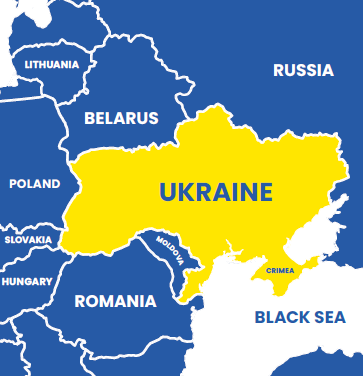 LITHUANIA
RUSSIA
BELARUS
POLAND
UKRAINE
SLOVAKIA
MOLDOVA
CRIMEA
HUNGARY
ROMANIA
BLACK SEA